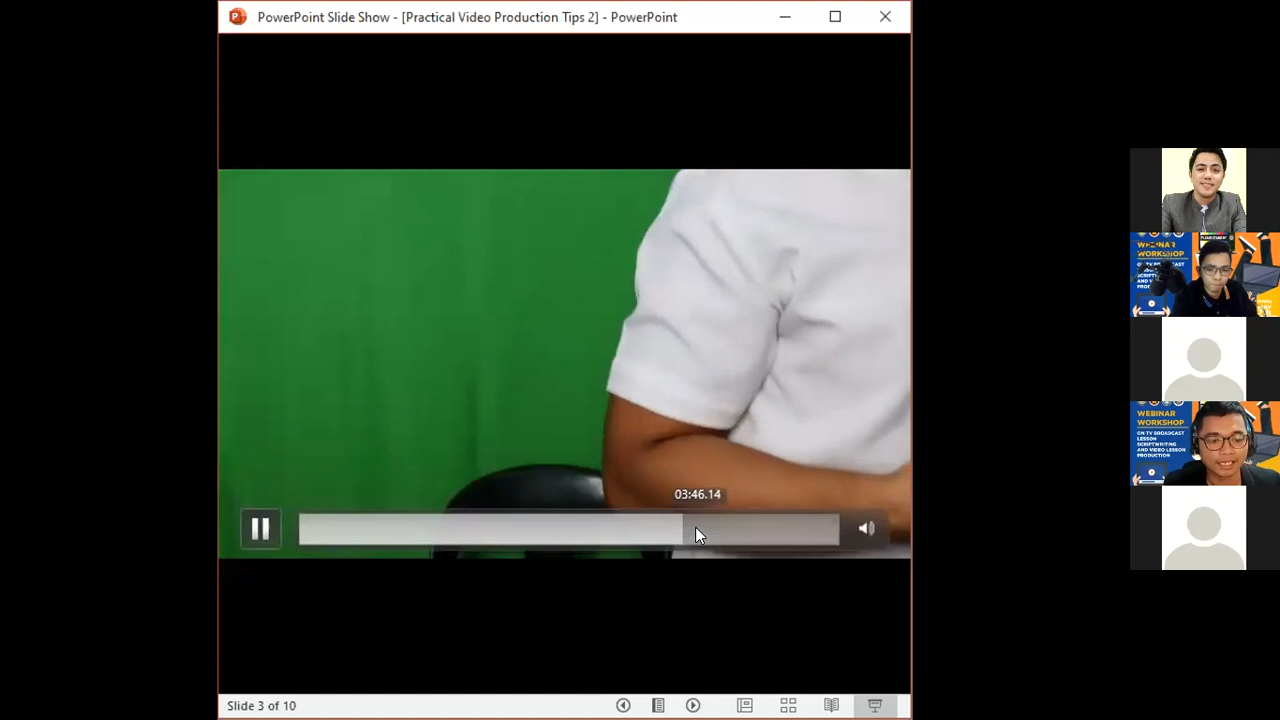 PowerPoint Slide Show - [Practical Video Production Tips 2] - PowerPoint
03:46.14
Slide 3 of 10
WEBINAR
WORKSHOP
WEBINAR
WORKSHOP
ON TV BROADCAST
LESSON
SCRIPTWRITING
AND VIDEO LESSON
PRODUCTION